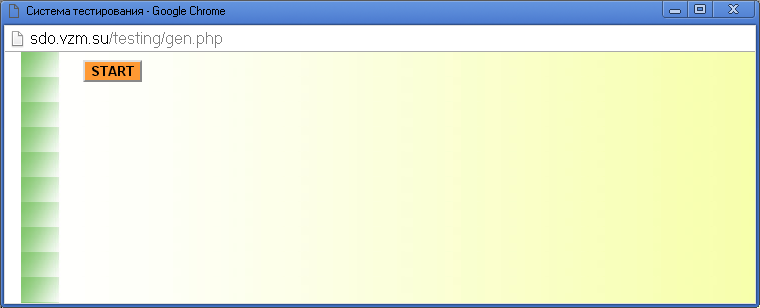 Система тестирования - Google Chrome
sdo.vzm.su/testing/gen.php
START